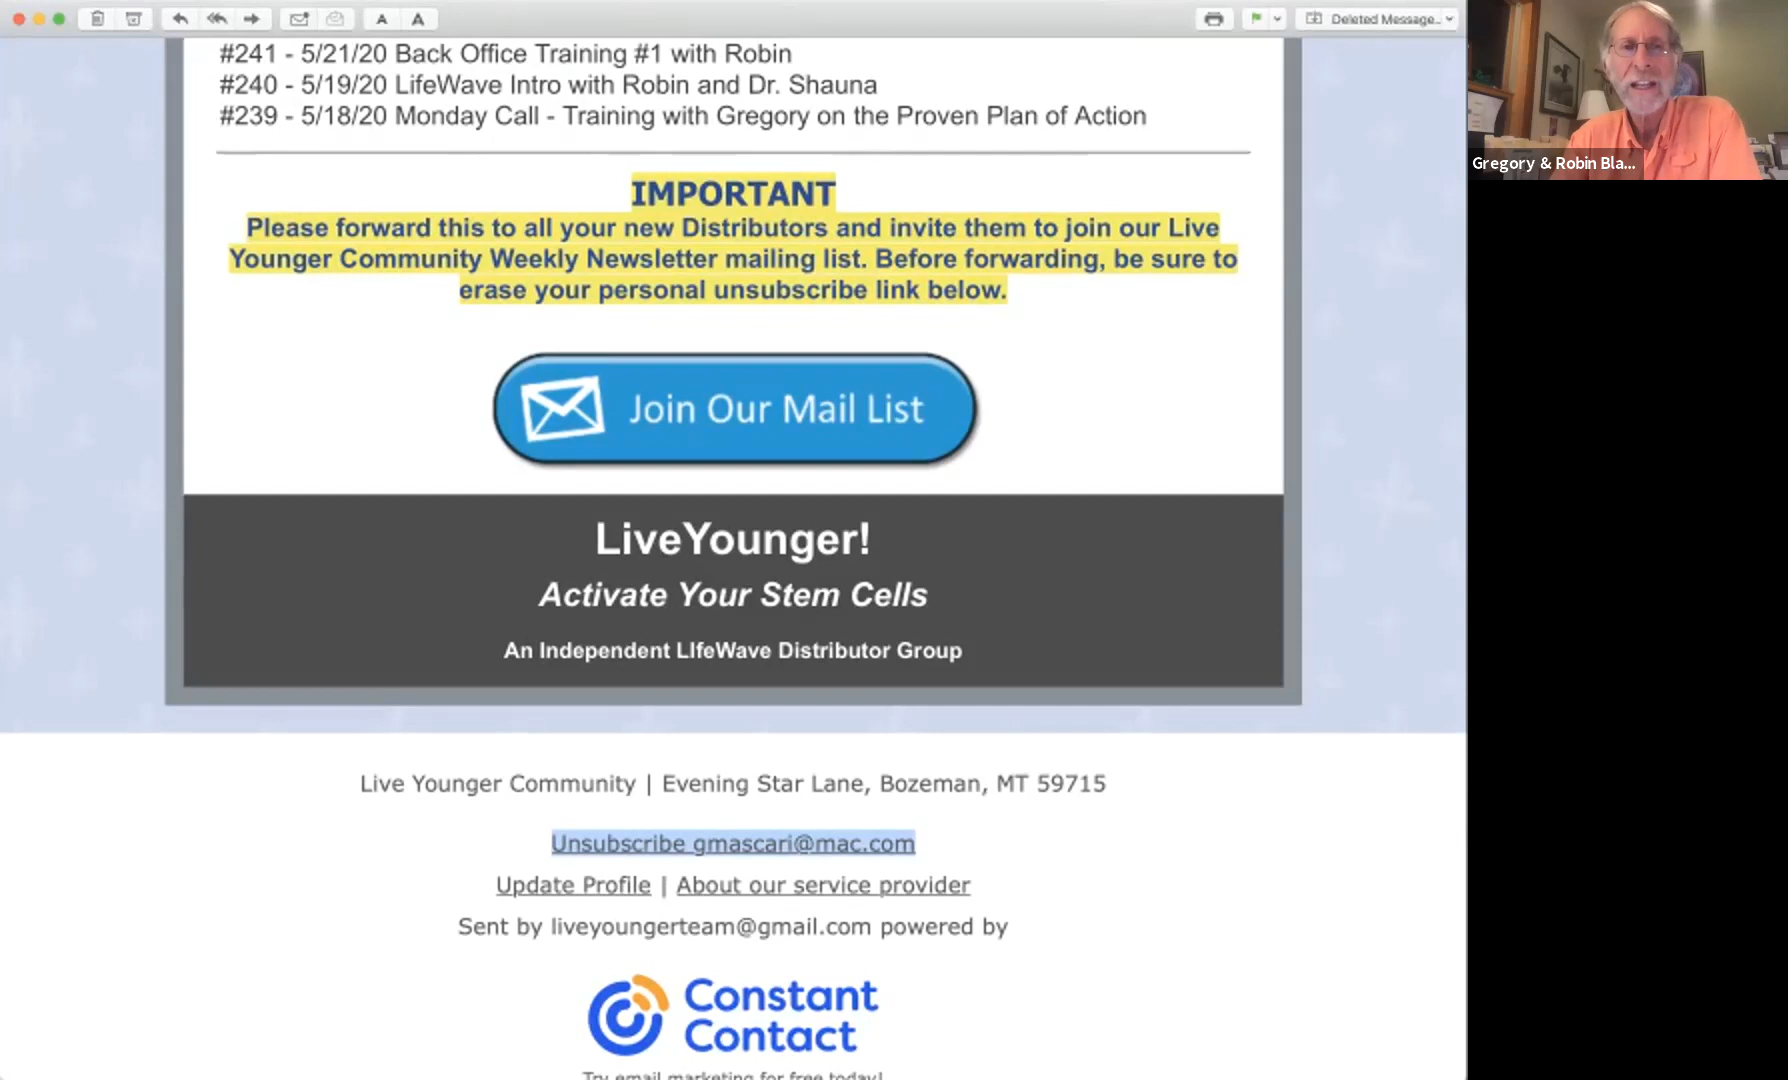 A A
Deleted Message...
#241 - 5/21/20 Back Office Training #1 with Robin
#240 - 5/19/20 LifeWave Intro with Robin and Dr. Shauna
#239 - 5/18/20 Monday Call - Training with Gregory on the Proven Plan of Action
IMPORTANT
Please forward this to all your new Distributors and invite them to join our Live
Younger Community Weekly Newsletter mailing list. Before forwarding, be sure to
erase your personal unsubscribe link below.
Join Our Mail List
LiveYounger!
Activate Your Stem Cells
An Independent LIfeWave Distributor Group
Live Younger Community | Evening Star Lane, Bozeman, MT 59715
Unsubscribe gmascari@mac.com
Update Profile | About our service provider
Sent by liveyoungerteam@gmail.com powered by
Constant
Contact
Try email marketing for free today!
Gregory & Robin Bla...